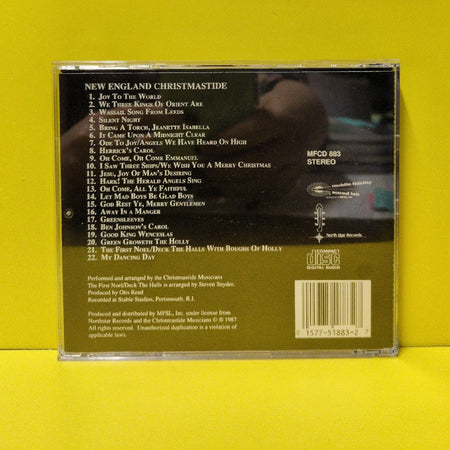 NEW ENGLAND CHRISTMASTIDE
1. JOY TO THE WORLD
2. WE THREE KINGS OF ORIENT ARE
3. WASSAIL SONG FROM LEEDS
4. SILENT NIGHT
5. BRING A TORCH, JEANETTE ISABELLA
6. IT CAME UPON A MIDNIGHT CLEAR
7. ODE TO JOY/ANGELS WE HAVE HEARD ON HIGH
8. HERRICK'S CAROL
9. OH COME, OH COME EMMANUEL
10. I SAW THREE SHIPS/WE WISH YOU A MERRY CHRISTMAS
11. JESU, JOY OF MAN'S DESIRING
12. HARK! THE HERALD ANGELS SING
13. OH COME, ALL YE FAITHFUL
14. LET MAD BOYS BE GLAD BOYS
15. GOD REST YE, MERRY GENTLEMEN
16. AWAY IN A MANGER
17. GREENSLEEVES
18. BEN JOHNSON'S CAROL
19. GOOD KING WENCESLAS
20. GREEN GROWETH THE HOLLY
21. THE FIRST NOEL/DECK THE HALLS WITH BOUGHS OF HOLLY
22. MY DANCING DAY
Performed and arranged by the Christmastide Musicians
The First Noel/Deck The Halls is arranged by Steven Snyder.
Produced by Otis Read
Recorded at Stable Studios, Portsmouth, R.I.
Produced and distributed by MFSL, Inc. under license from
Northstar Records and the Christmastide Musicians © ℗ 1987
All rights reserved. Unauthorized duplication is a violation of
applicable laws.
MFCD 883
STEREO
mobile fidelity
sound lab
North Star Records
COMPACT
disc
DIGITAL AUDIO
0 15775-1883-2 7